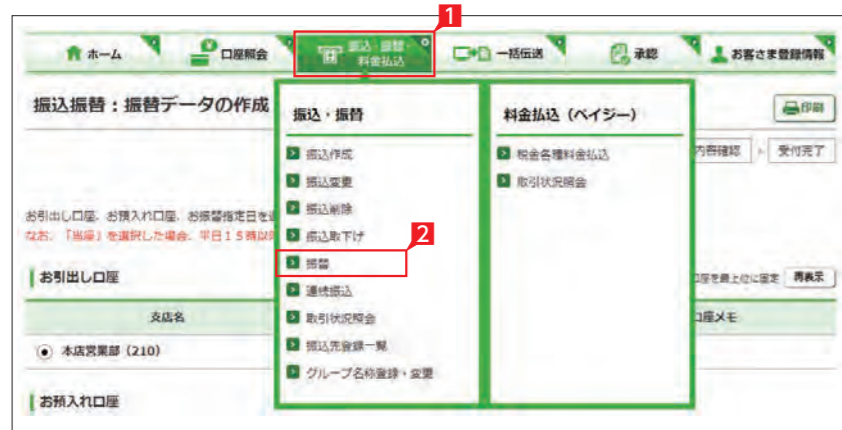 1
ホーム
口座照会
振込・振替・
料金払込
一括伝送
承認
お客さま登録情報
振込振替：振替データの作成
印刷
振込・振替
料金払込（ペイジー）
内容確認
受付完了
振込作成
振込変更
振込削除
振込取下げ
2
振替
連続振込
取引状況照会
振込先登録一覧
グループ名称登録・変更
税金各種料金払込
取引状況照会
お引出し口座、お預入れ口座、お振替指定日を
なお、「当座」を選択した場合、平日１５時以
お引出し口座
口座を最上位に固定
再表示
支店名
口座メモ
本店営業部（210）
お預入れ口座